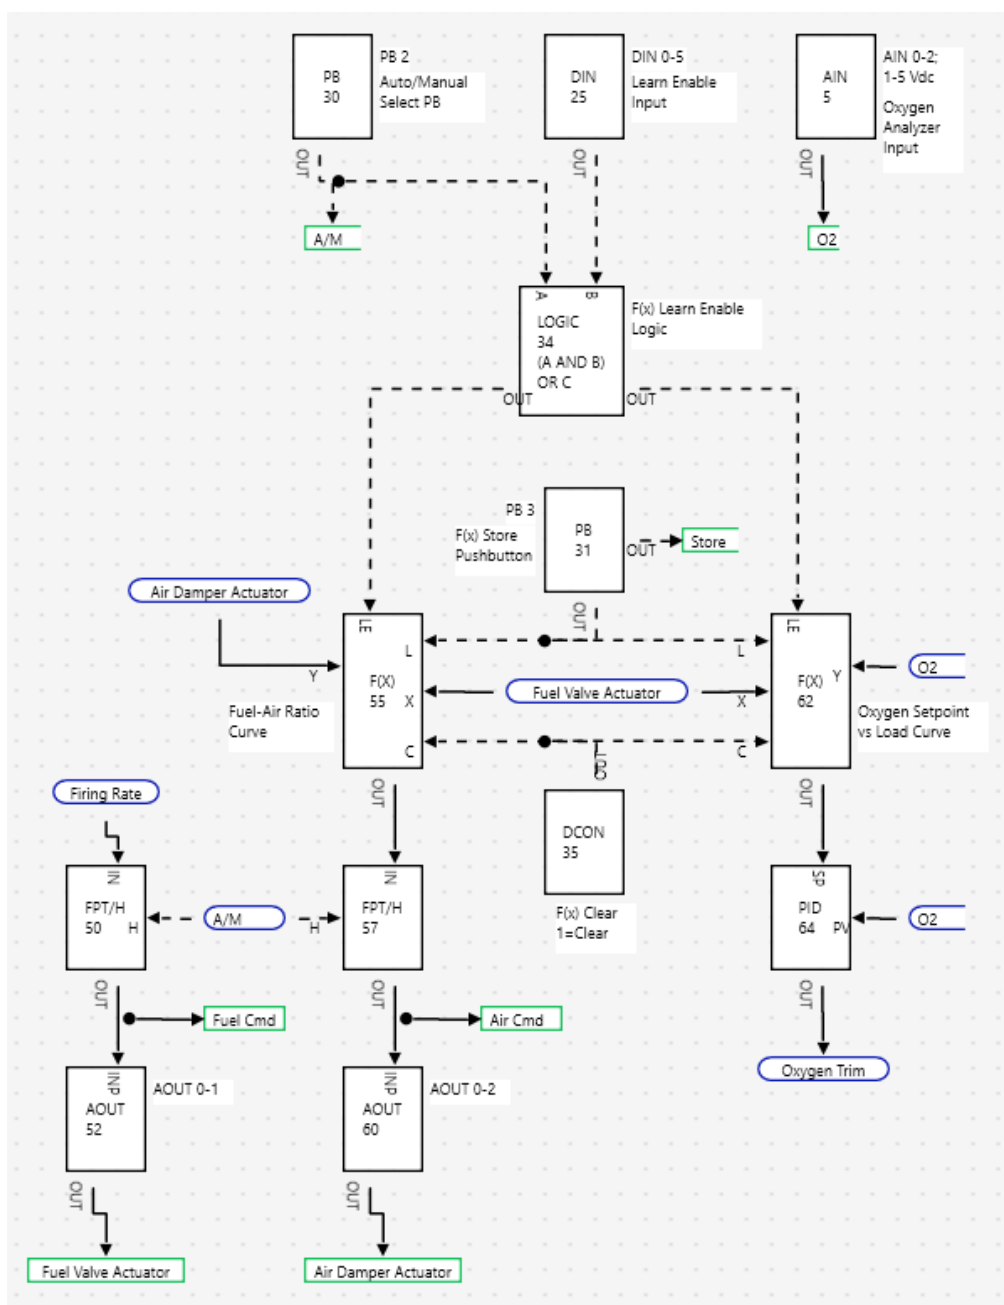 PB
30
PB 2
Auto/Manual
Select PB
DIN
25
DIN 0-5
Learn Enable
Input
AIN
5
AIN 0-2;
1-5 Vdc
Oxygen
Analyzer
Input
OUT
OUT
OUT
A/M
O2
A
B
LOGIC
34
(A AND B)
OR C
F(x) Learn Enable
Logic
OUT
OUT
PB 3
F(x) Store
Pushbutton
PB
31
OUT
Store
OUT
Air Damper Actuator
LE
L
Y
F(X)
55
X
C
Fuel-Air Ratio
Curve
Fuel Valve Actuator
LE
L
Y
F(X)
62
X
C
O2
Oxygen Setpoint
vs Load Curve
OUT
OUT
OUT
DCON
35
F(x) Clear
1=Clear
Firing Rate
IN
FPT/H
50
H
A/M
IN
FPT/H
57
H
SP
PID
64
PV
O2
OUT
OUT
OUT
Fuel Cmd
Air Cmd
Oxygen Trim
INP
AOUT
52
AOUT 0-1
INP
AOUT
60
AOUT 0-2
OUT
OUT
Fuel Valve Actuator
Air Damper Actuator